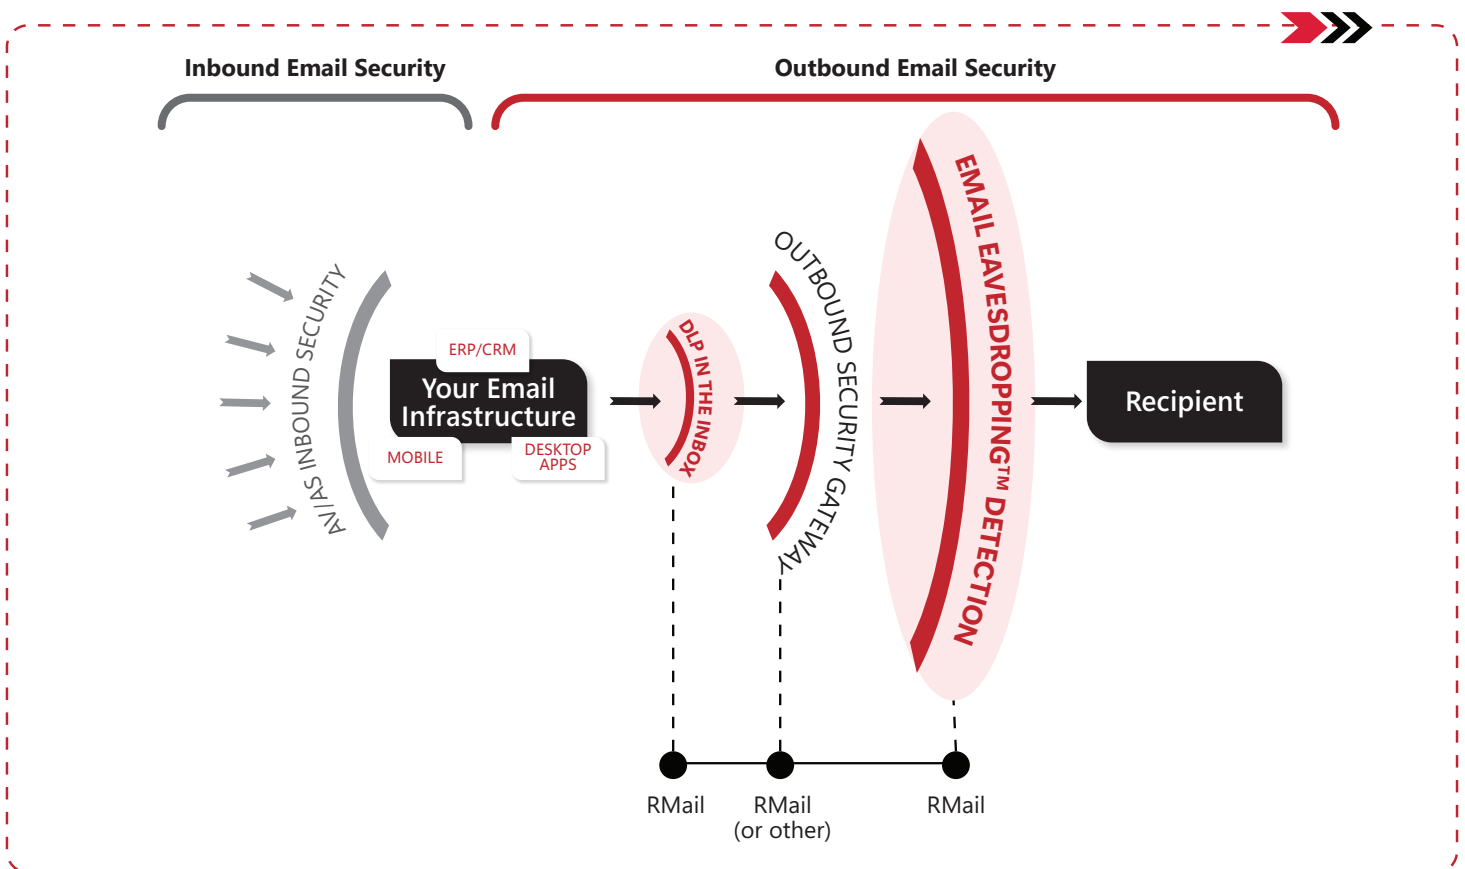 Inbound Email Security
Outbound Email Security
AV/AS INBOUND SECURITY
ERP/CRM
Your Email
Infrastructure
MOBILE
DESKTOP
APPS
DLP IN THE INBOX
OUTBOUND SECURITY GATEWAY
EMAIL EAVESDROPPING™ DETECTION
Recipient
RMail
RMail
(or other)
RMail